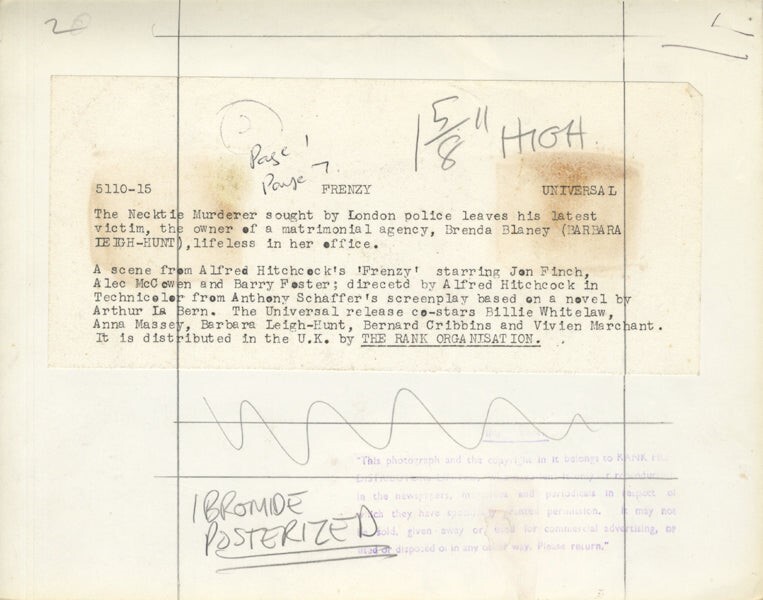 20
1 5/8" HIGH
Page 1
Page 7
5110-15 FRENZY UNIVERSAL
The Necktie Murderer sought by London police leaves his latest
victim, the owner of a matrimonial agency, Brenda Blaney (BARBARA
LEIGH-HUNT),lifeless in her office.
A scene from Alfred Hitchcock's 'Frenzy' starring Jon Finch,
Alec McCowen and Barry Foster; direcetd by Alfred Hitchcock in
Technicolor from Anthony Schaffer's screenplay based on a novel by
Arthur La Bern. The Universal release co-stars Billie Whitelaw,
Anna Massey, Barbara Leigh-Hunt, Bernard Cribbins and Vivien Marchant.
It is distributed in the U.K. by THE RANK ORGANISATION.
"This photograph and the copyright in it belongs to RANK
in the newspapers, and periodicals in respect of
which they have granted permission. It may not
be sold, given away or used for commercial advertising, or
or disposed of in any other way. Please return."
1 BROMIDE
POSTERIZED